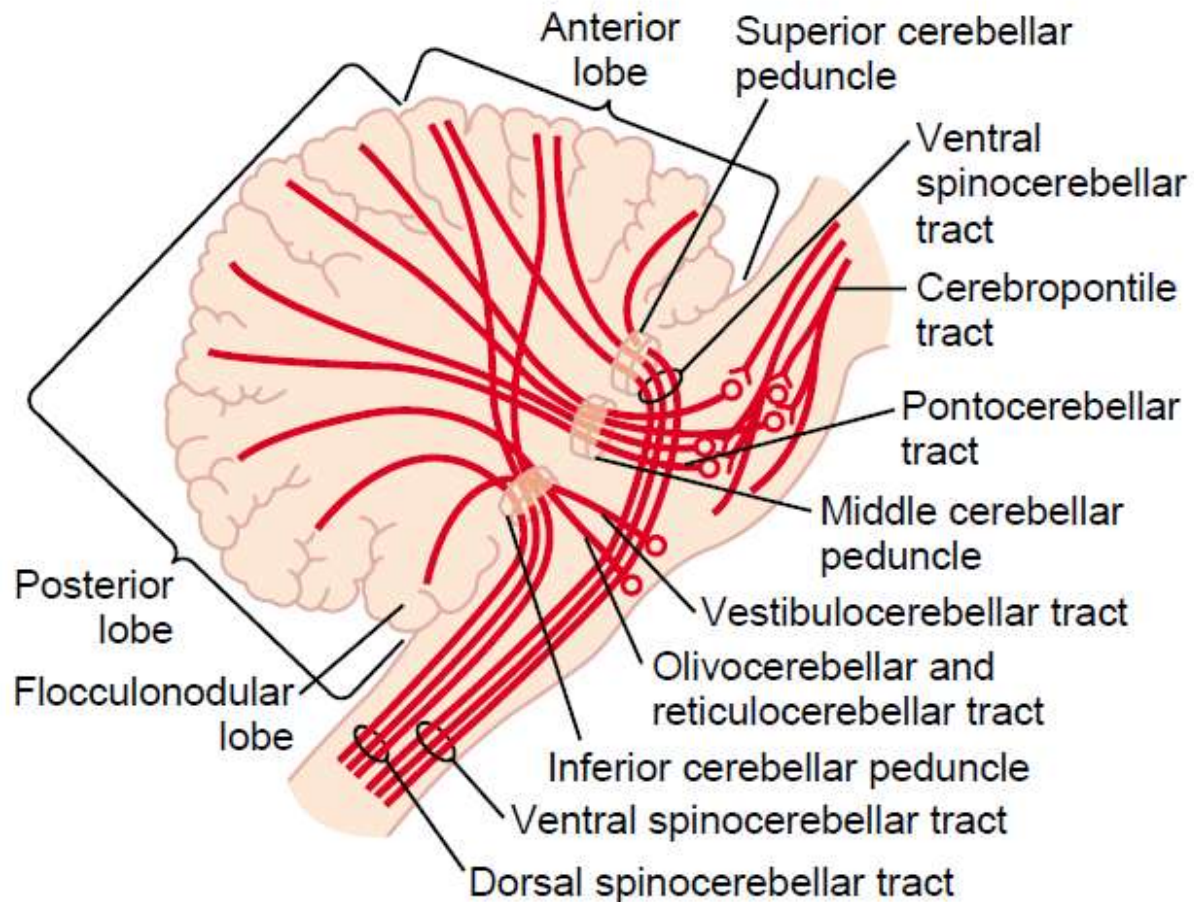 Anterior
lobe
Superior cerebellar
peduncle
Ventral
spinocerebellar
tract
Cerebropontile
tract
Pontocerebellar
tract
Middle cerebellar
peduncle
Vestibulocerebellar tract
Olivocerebellar and
reticulocerebellar tract
Inferior cerebellar peduncle
Ventral spinocerebellar tract
Dorsal spinocerebellar tract
Posterior
lobe
Flocculonodular
lobe